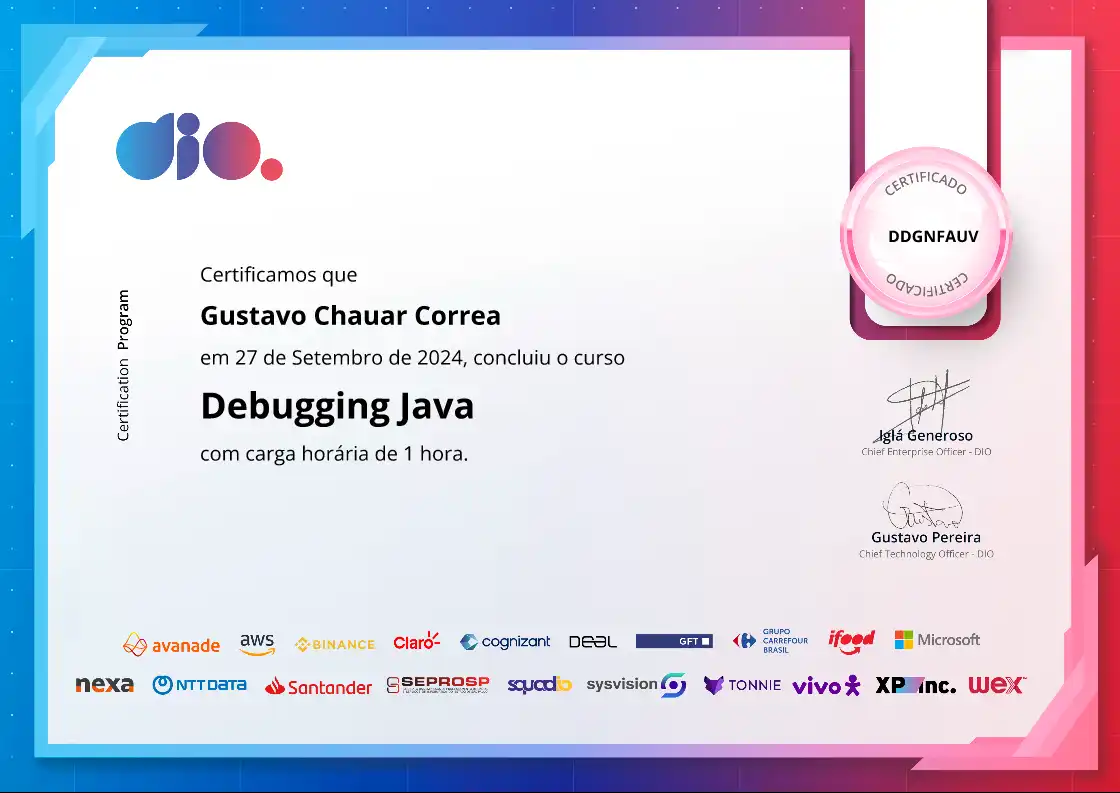 dio.
CERTIFICADO
DDGNFAUV
CERTIFICADO
Certification Program
Certificamos que
Gustavo Chauar Correa
em 27 de Setembro de 2024, concluiu o curso
Debugging Java
com carga horária de 1 hora.
Iglá Generoso
Chief Enterprise Officer - DIO
Gustavo Pereira
Chief Technology Officer - DIO
avanade aws BINANCE Claro cognizant DEAL GFT GRUPO CARREFOUR BRASIL ifood Microsoft
nexa NTT DATA Santander SEPROSP squadio sysvision TONNIE vivo XP inc. wex